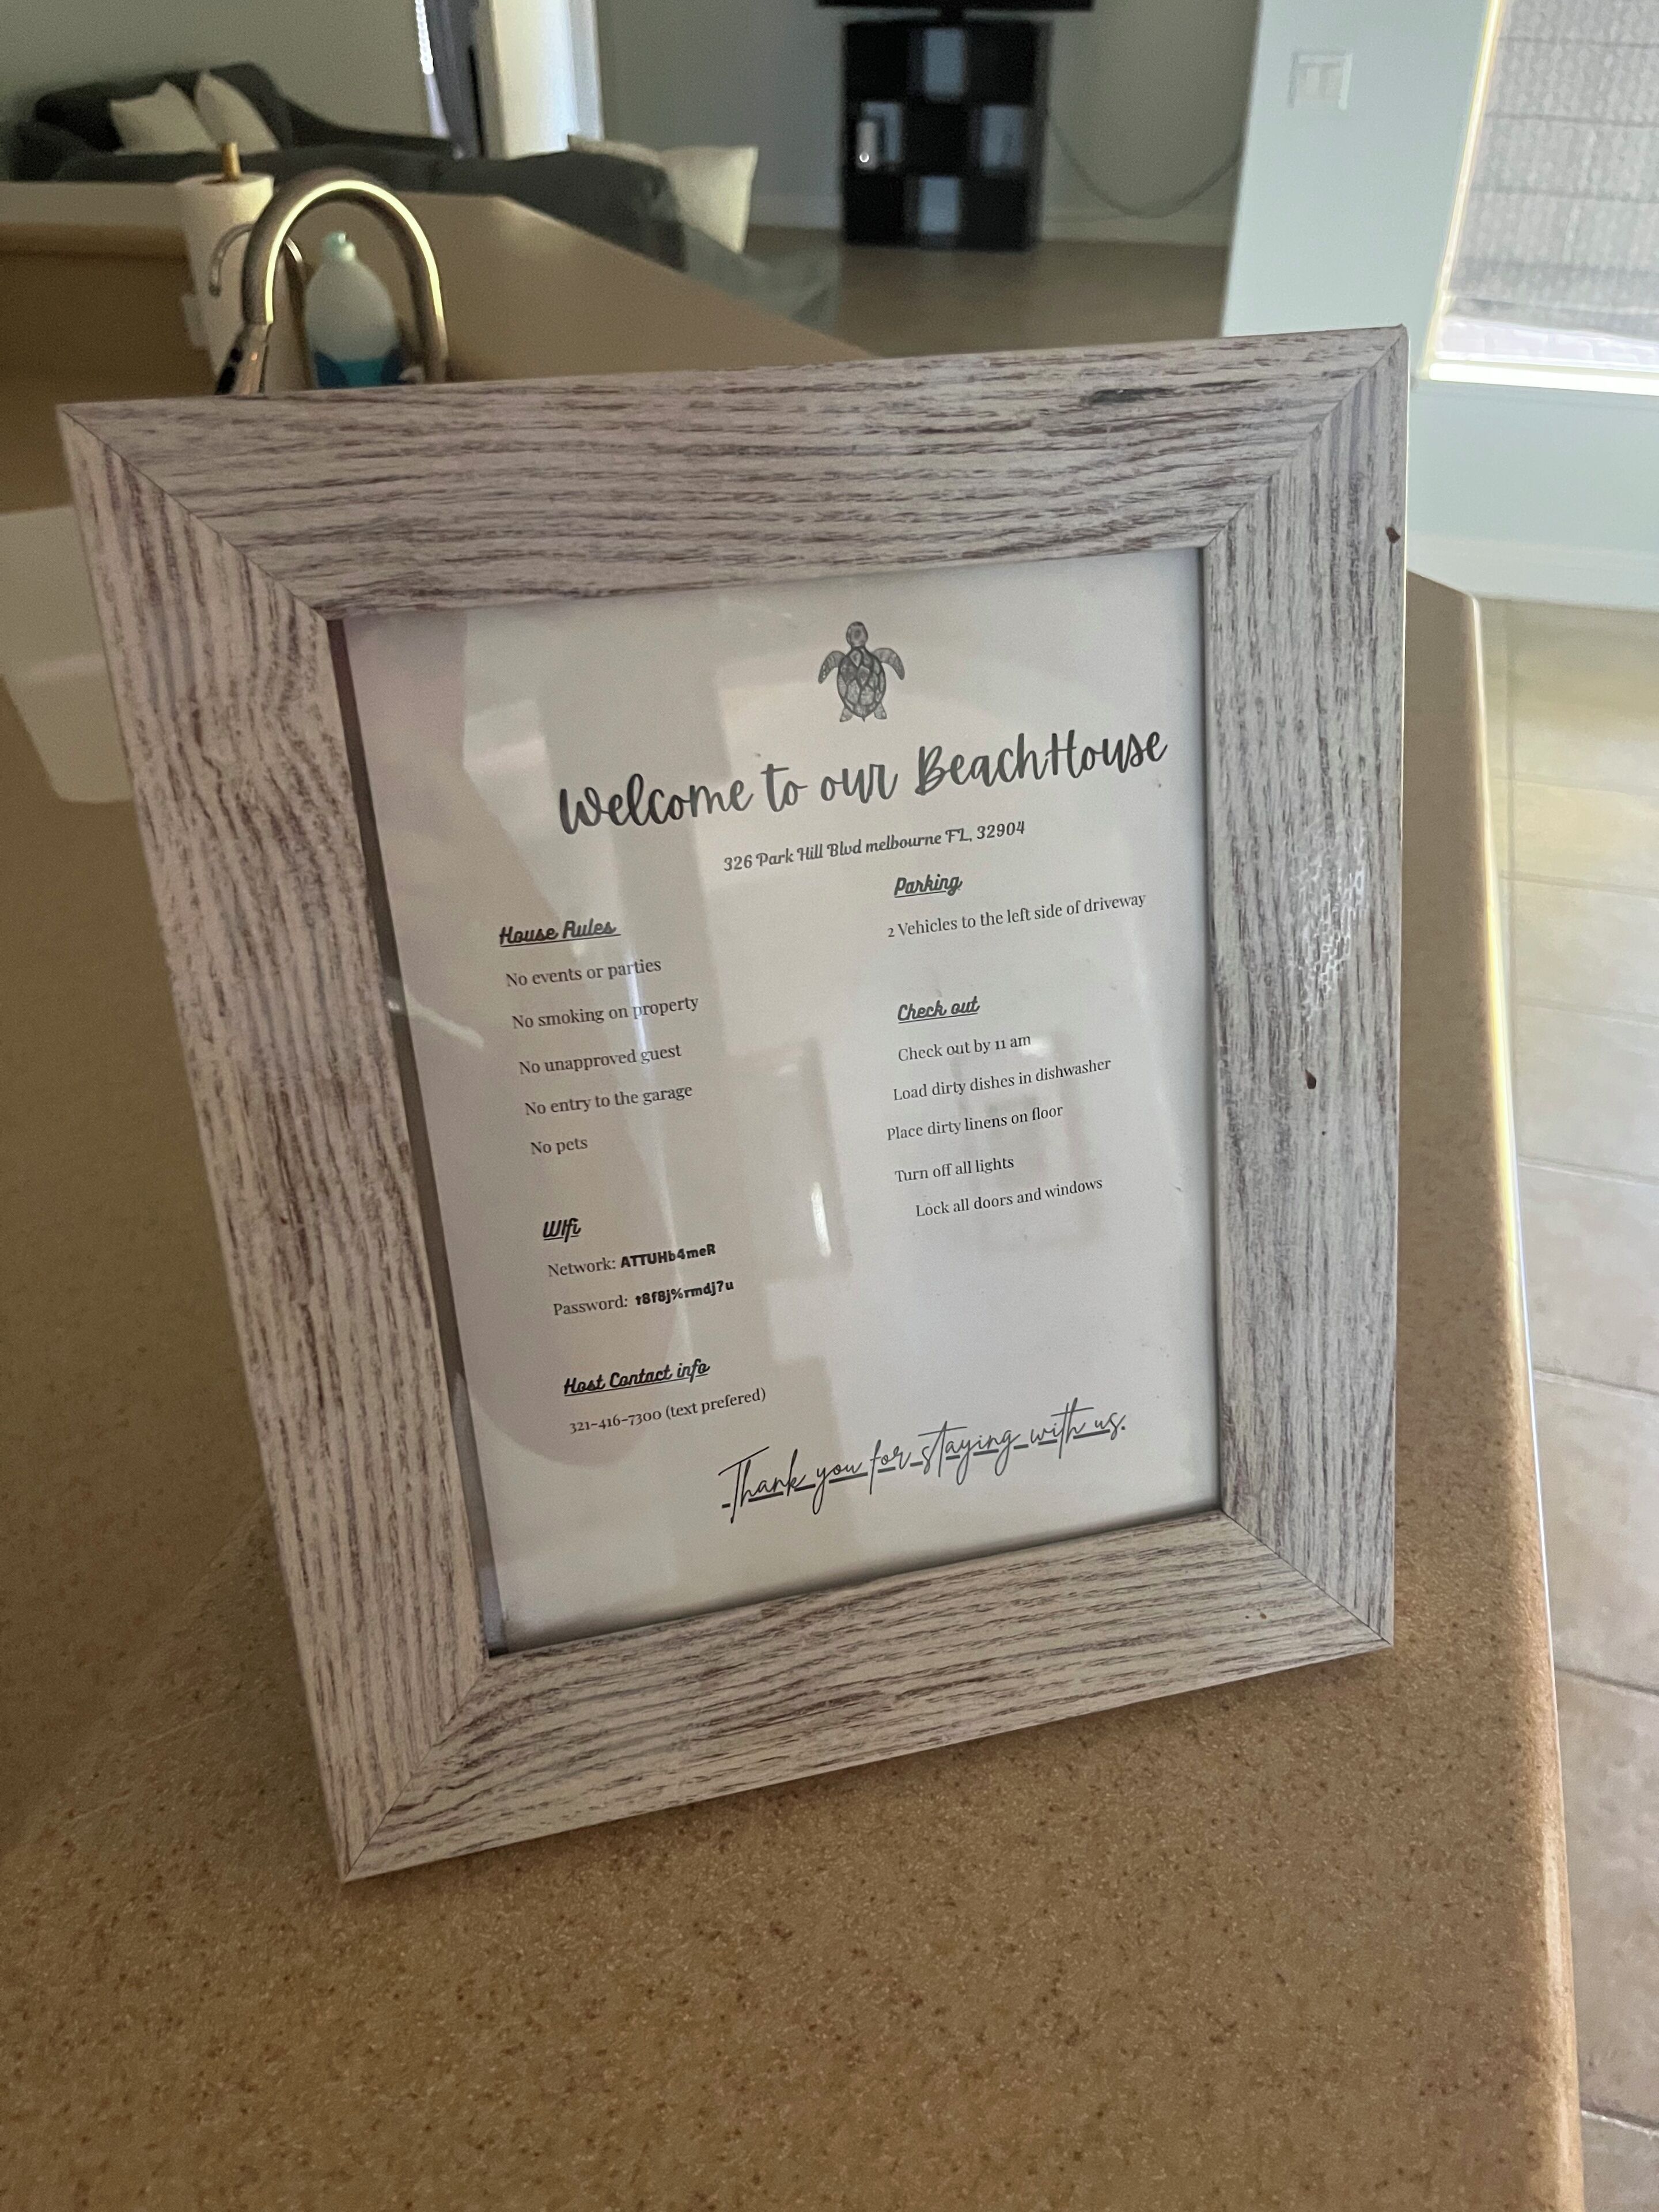 Welcome to our BeachHouse
326 Park Hill Blvd melbourne FL, 32904
House Rules
No events or parties
No smoking on property
No unapproved guest
No entry to the garage
No pets
WIfi
Network: ATTUHb4meR
Password: t8f8j%rmdj7u
Host Contact info
321-416-7300 (text prefered)
Parking
2 Vehicles to the left side of driveway
Check out
Check out by 11 am
Load dirty dishes in dishwasher
Place dirty linens on floor
Turn off all lights
Lock all doors and windows
Thank you for staying with us.